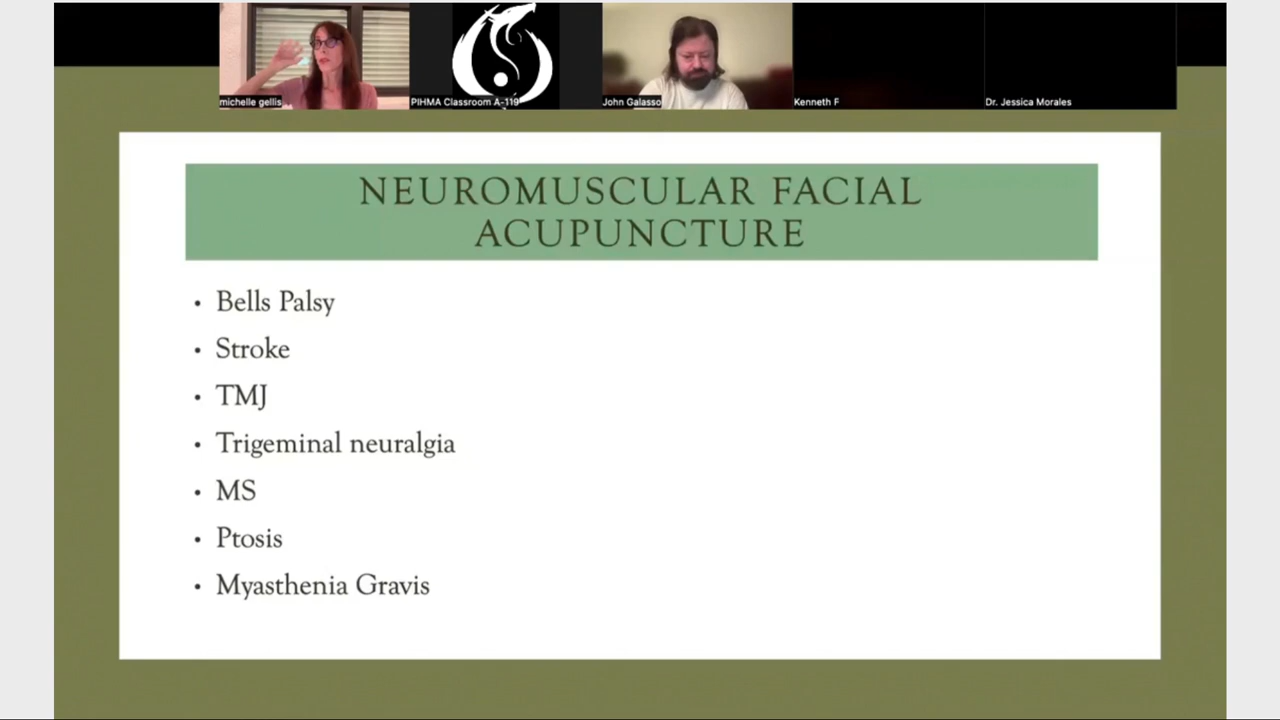 michelle gellis
PIHMA Classroom A-119
John Galasso
Kenneth F
Dr. Jessica Morales
NEUROMUSCULAR FACIAL
ACUPUNCTURE
• Bells Palsy
• Stroke
• TMJ
• Trigeminal neuralgia
• MS
• Ptosis
• Myasthenia Gravis